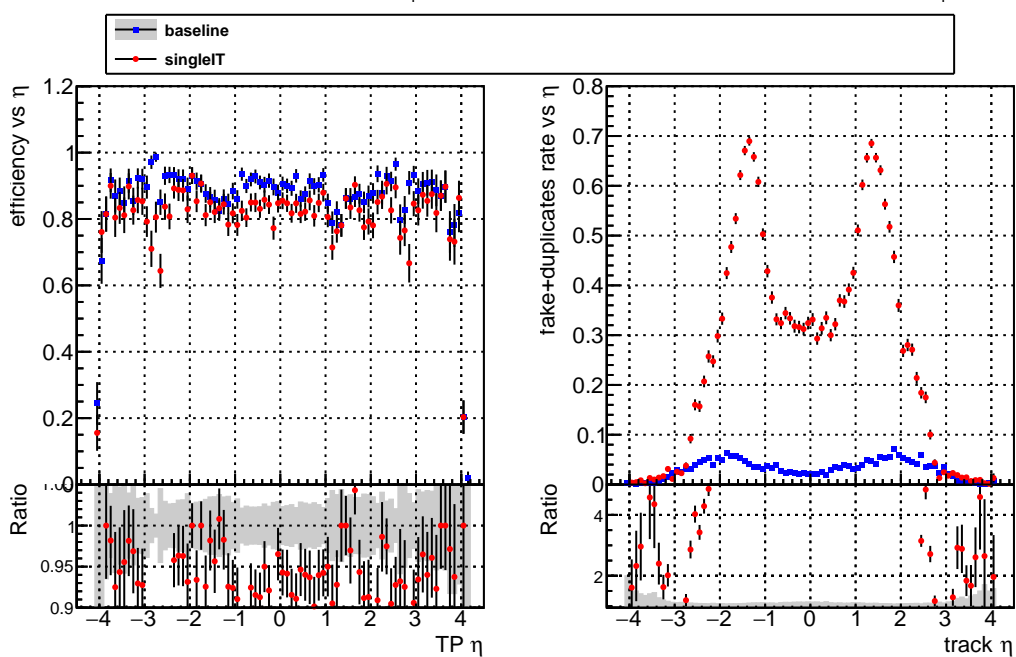 baseline
singleIT
efficiency vs η
1.2
1
0.8
0.6
0.4
0.2
0
Ratio
1
0.95
0.9
−4 −3 −2 −1 0 1 2 3 4
TP η
fake+duplicates rate vs η
0.8
0.7
0.6
0.5
0.4
0.3
0.2
0.1
0
Ratio
4
2
−4 −3 −2 −1 0 1 2 3 4
track η